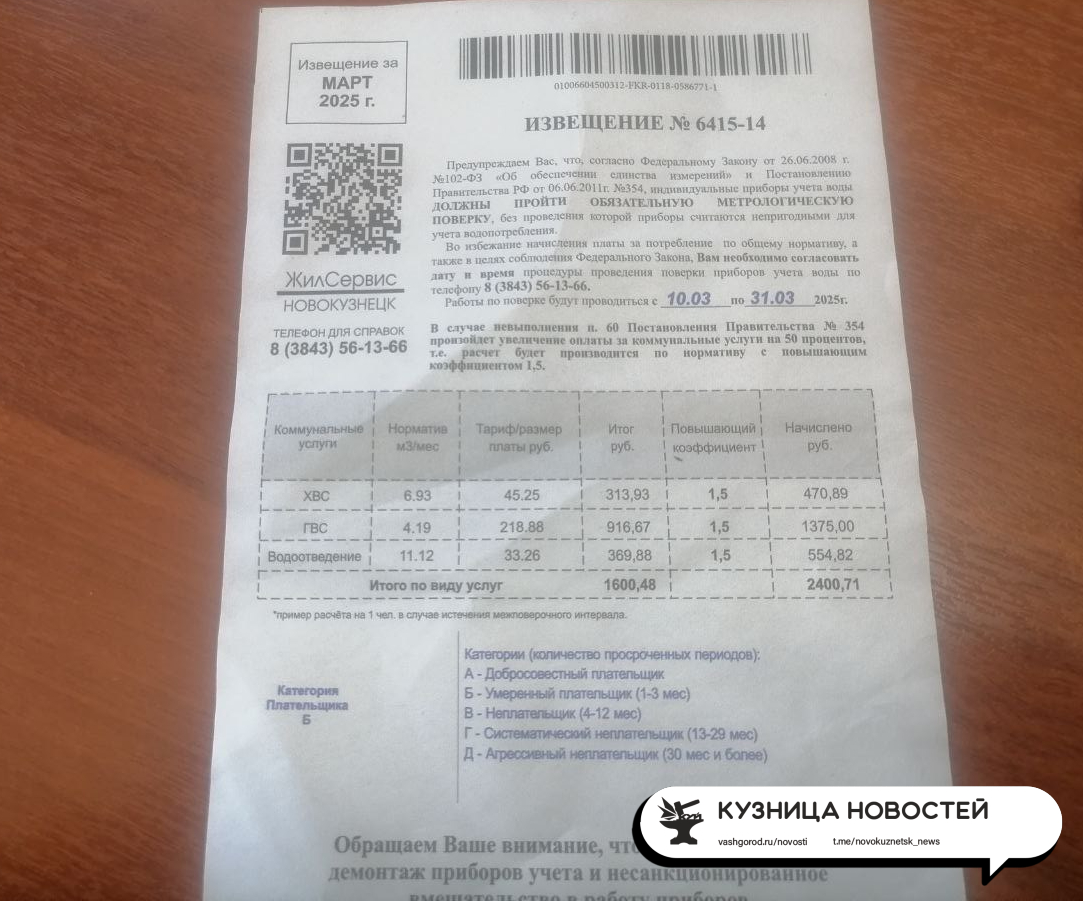 Извещение за
МАРТ
2025 г.
01006604500312-FKR-0118-0586771-1
ИЗВЕЩЕНИЕ № 6415-14
Предупреждаем Вас, что, согласно Федеральному Закону от 26.06.2008 г.
№102-ФЗ «Об обеспечении единства измерений» и Постановлению
Правительства РФ от 06.06.2011г. №354, индивидуальные приборы учета воды
ДОЛЖНЫ ПРОЙТИ ОБЯЗАТЕЛЬНУЮ МЕТРОЛОГИЧЕСКУЮ
ПОВЕРКУ, без проведения которой приборы считаются непригодными для
учета водопотребления.
Во избежание начисления платы за потребление по общему нормативу, а
также в целях соблюдения Федерального Закона, Вам необходимо согласовать
дату и время процедуры проведения поверки приборов учета воды по
телефону 8 (3843) 56-13-66.
Работы по поверке будут проводиться с 10.03 по 31.03 2025г.
ЖилСервис
НОВОКУЗНЕЦК
ТЕЛЕФОН ДЛЯ СПРАВОК
8 (3843) 56-13-66
В случае невыполнения п. 60 Постановления Правительства № 354
произойдет увеличение оплаты за коммунальные услуги на 50 процентов,
т.е. расчет будет производится по нормативу с повышающим
коэффициентом 1,5.
Коммунальные услуги Норматив м3/мес Тариф/размер платы руб. Итог руб. Повышающий коэффициент Начислено руб.
ХВС 6.93 45.25 313,93 1,5 470,89
ГВС 4.19 218.88 916,67 1,5 1375,00
Водоотведение 11.12 33.26 369,88 1,5 554,82
Итого по виду услуг 1600,48 2400,71
*пример расчёта на 1 чел. в случае истечения межповерочного интервала.
Категория
Плательщика
Б
Категории (количество просроченных периодов):
А - Добросовестный плательщик
Б - Умеренный плательщик (1-3 мес)
В - Неплательщик (4-12 мес)
Г - Систематический неплательщик (13-29 мес)
Д - Агрессивный неплательщик (30 мес и более)
Обращаем Ваше внимание, что
демонтаж приборов учета и несанкционированное
вмешательство в работу приборов
КУЗНИЦА НОВОСТЕЙ
vashgorod.ru/novosti t.me/novokuznetsk_news